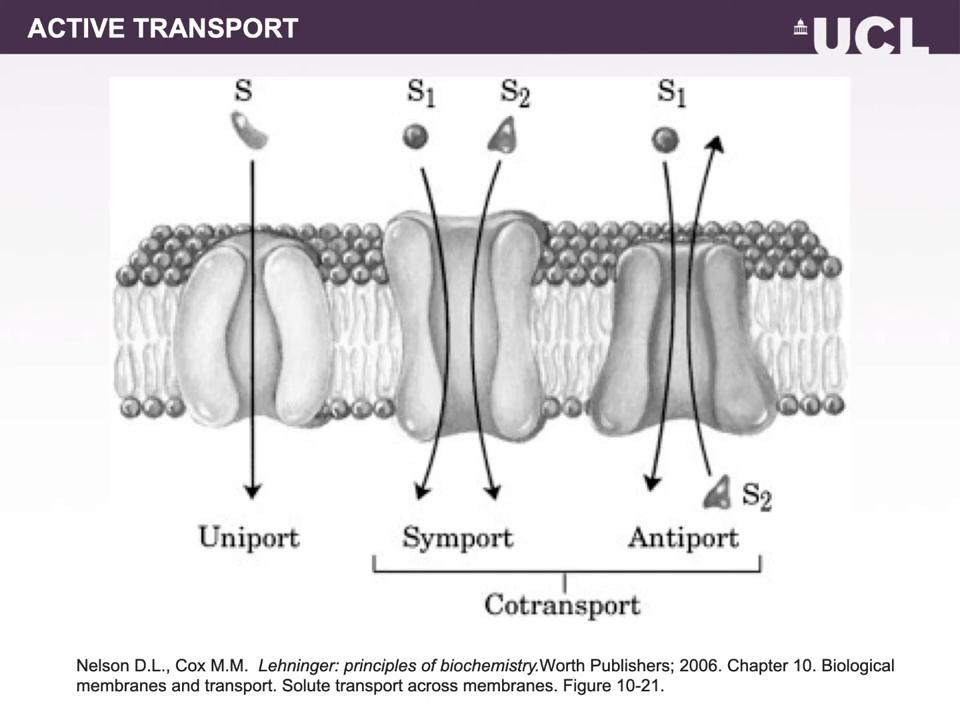 ACTIVE TRANSPORT
UCL
S
S₁
S₂
S₁
S₂
Uniport
Symport
Antiport
Cotransport
Nelson D.L., Cox M.M. Lehninger: principles of biochemistry.Worth Publishers; 2006. Chapter 10. Biological
membranes and transport. Solute transport across membranes. Figure 10-21.